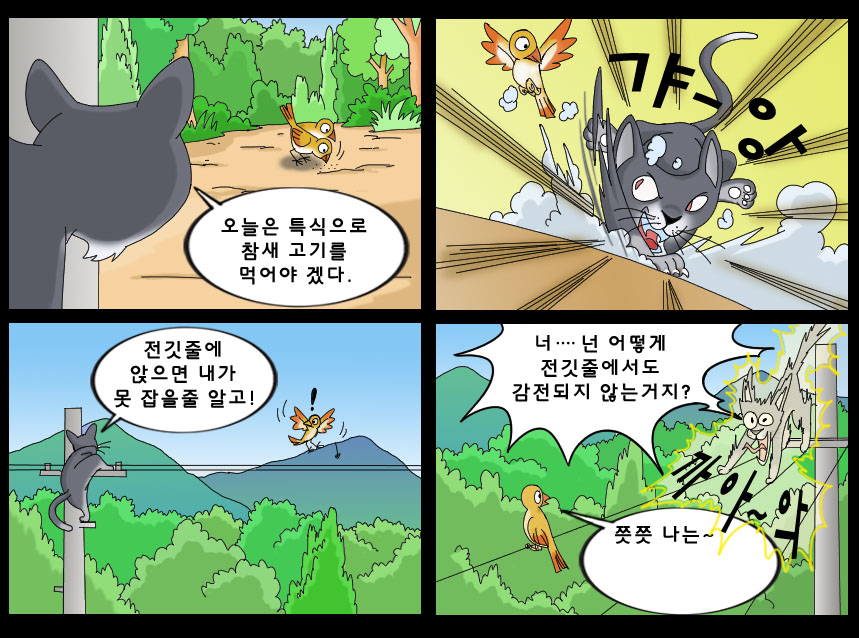 오늘은 특식으로
참새 고기를
먹어야 겠다.
갸-앙
전깃줄에
앉으면 내가
못 잡을줄 알고!
!
너···· 넌 어떻게
전깃줄에서도
감전되지 않는거지?
까아~악
쯧쯧 나는~